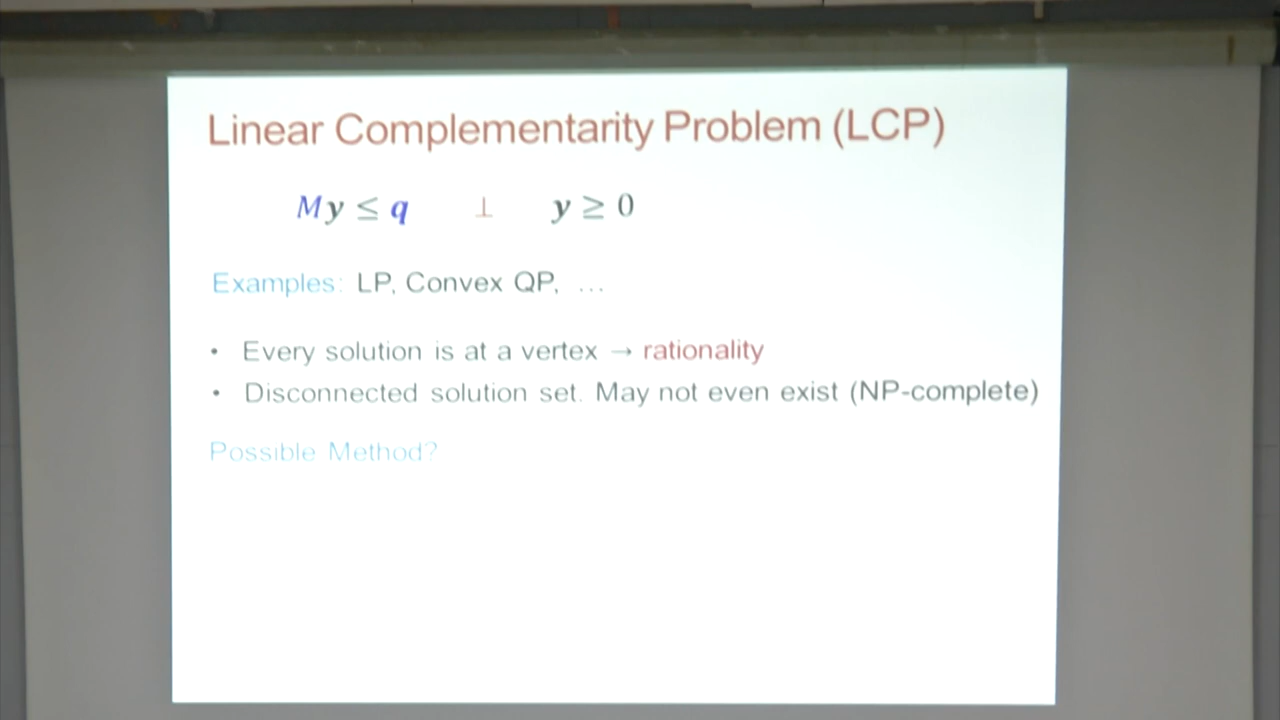 Linear Complementarity Problem (LCP)
My ≤ q ⊥ y ≥ 0
Examples: LP, Convex QP, ...
• Every solution is at a vertex → rationality
• Disconnected solution set. May not even exist (NP-complete)
Possible Method?